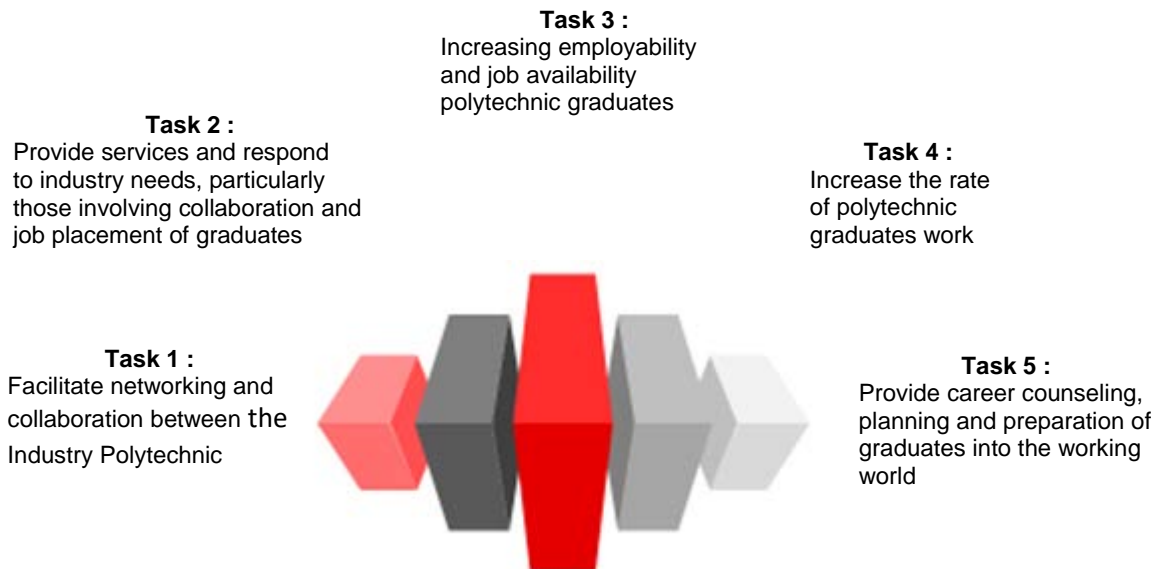 Task 1 :
Facilitate networking and
collaboration between the
Industry Polytechnic
Task 2 :
Provide services and respond
to industry needs, particularly
those involving collaboration and
job placement of graduates
Task 3 :
Increasing employability
and job availability
polytechnic graduates
Task 4 :
Increase the rate
of polytechnic
graduates work
Task 5 :
Provide career counseling,
planning and preparation of
graduates into the working
world